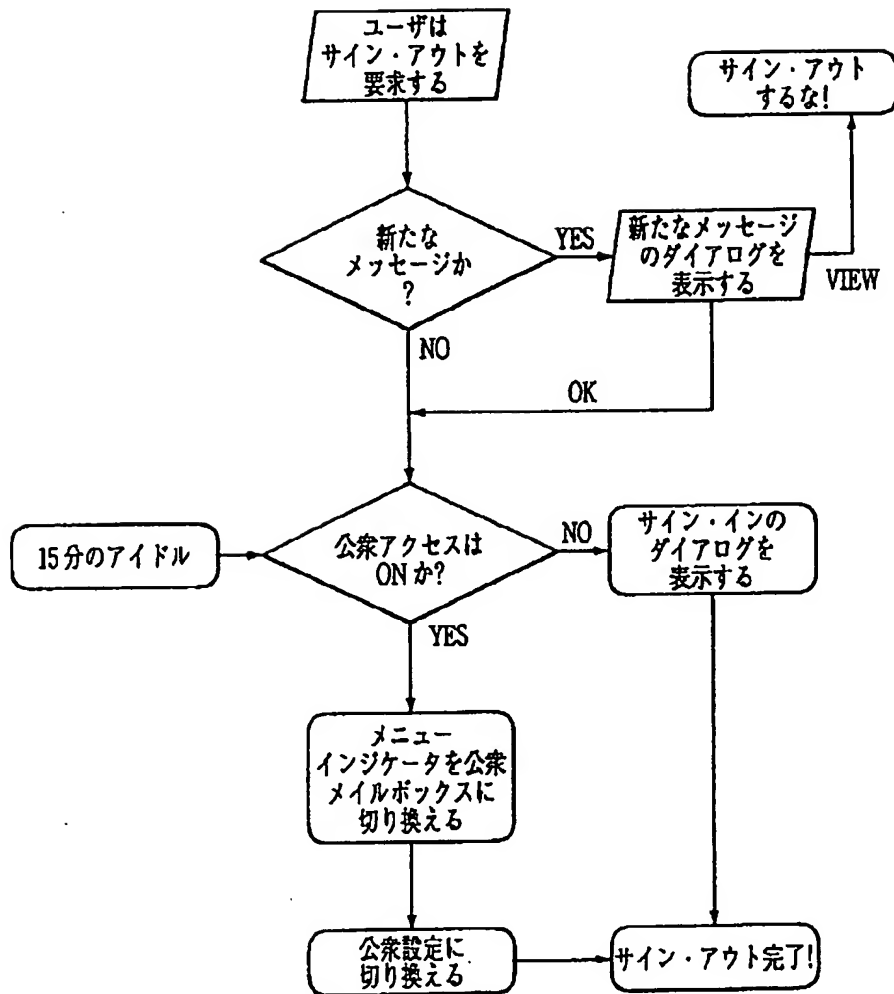 ユーザは
サイン・アウトを
要求する
サイン・アウト
するな!
新たな
メッセージか
?
YES
新たなメッセージ
のダイアログを
表示する
VIEW
NO
OK
15分のアイドル
公衆アクセスは
ONか?
NO
サイン・インの
ダイアログを
表示する
YES
メニュー
インジケータを公衆
メイルボックスに
切り換える
公衆設定に
切り換える
サイン・アウト完了!